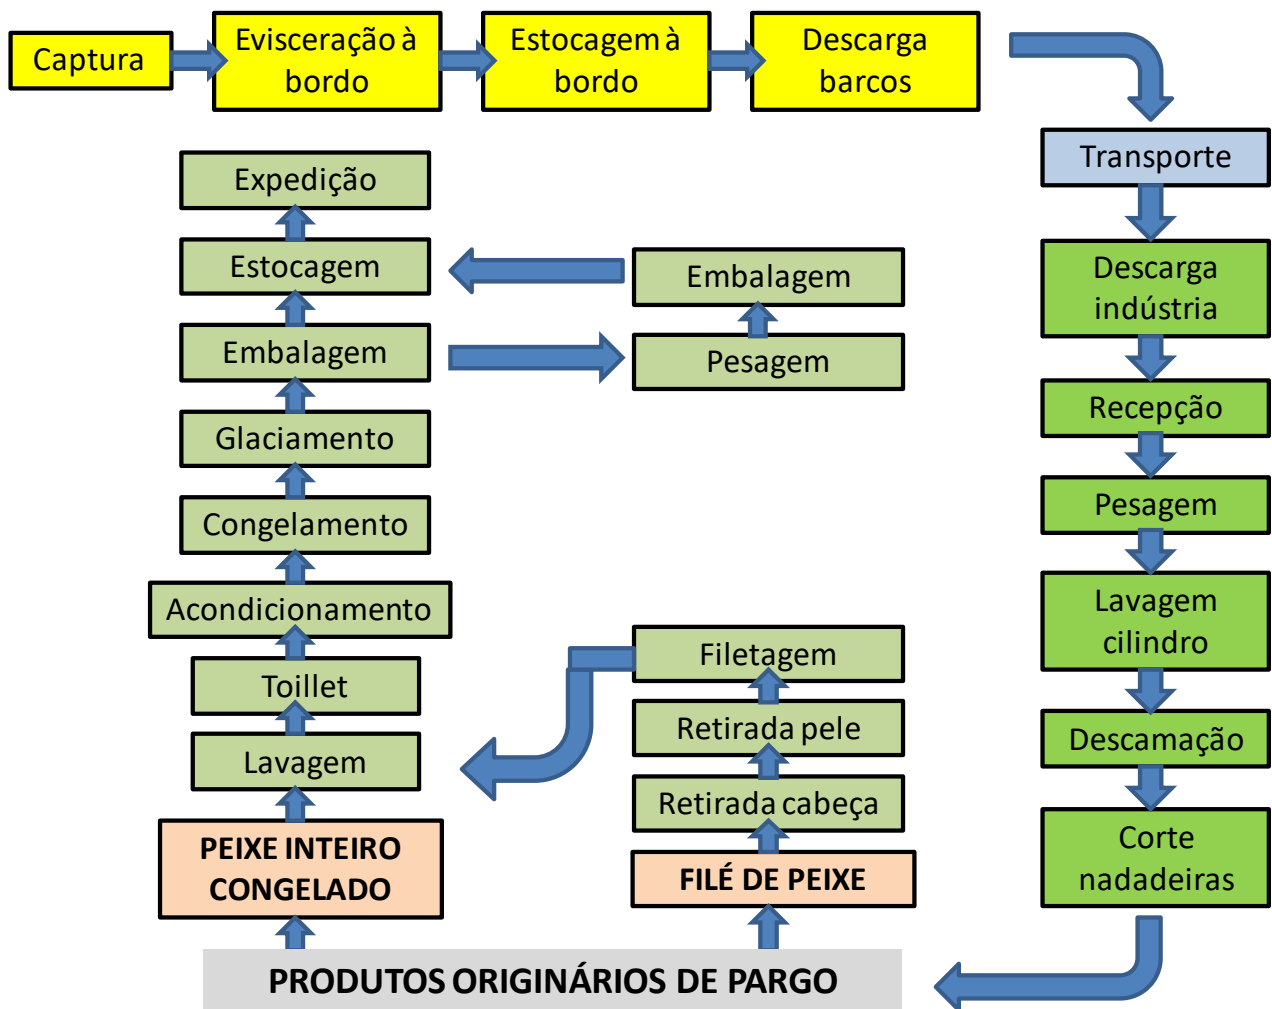 Captura
Evisceração à
bordo
Estocagem à
bordo
Descarga
barcos
Transporte
Descarga
indústria
Recepção
Pesagem
Lavagem
cilindro
Descamação
Corte
nadadeiras
PRODUTOS ORIGINÁRIOS DE PARGO
PEIXE INTEIRO
CONGELADO
Lavagem
Toillet
Acondicionamento
Congelamento
Glaciamento
Embalagem
Estocagem
Expedição
FILÉ DE PEIXE
Retirada cabeça
Retirada pele
Filetagem
Pesagem
Embalagem